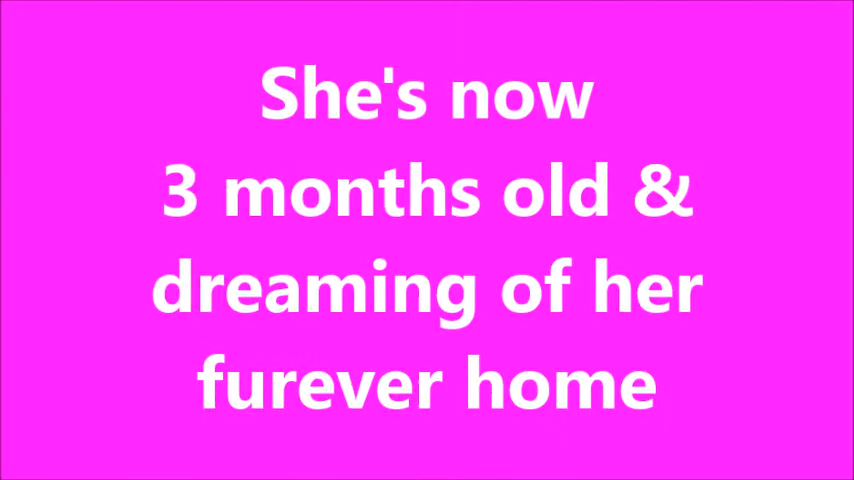 She's now
3 months old &
dreaming of her
furever home